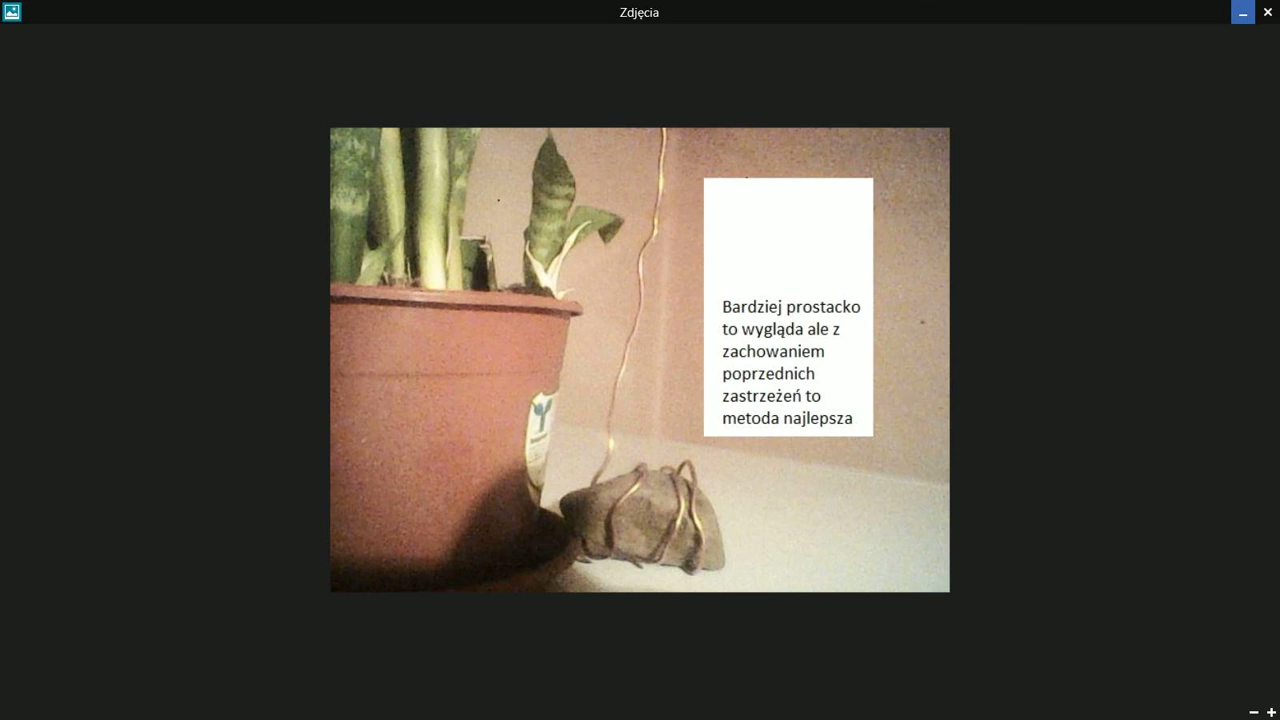 Zdjęcia
Bardziej prostacko
to wygląda ale z
zachowaniem
poprzednich
zastrzeżeń to
metoda najlepsza